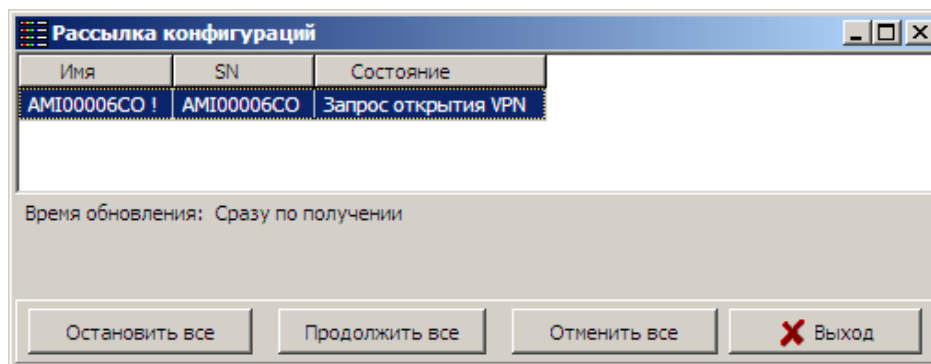 Рассылка конфигураций
Имя SN Состояние
AMI00006CO ! AMI00006CO Запрос открытия VPN
Время обновления: Сразу по получении
Остановить все Продолжить все Отменить все Выход